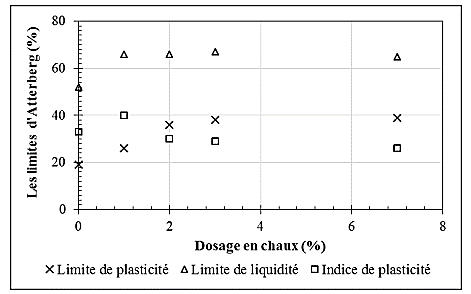 Les limites d'Atterberg (%)
80
60
40
20
0
0
2
4
6
8
Dosage en chaux (%)
Limite de plasticité
Limite de liquidité
Indice de plasticité